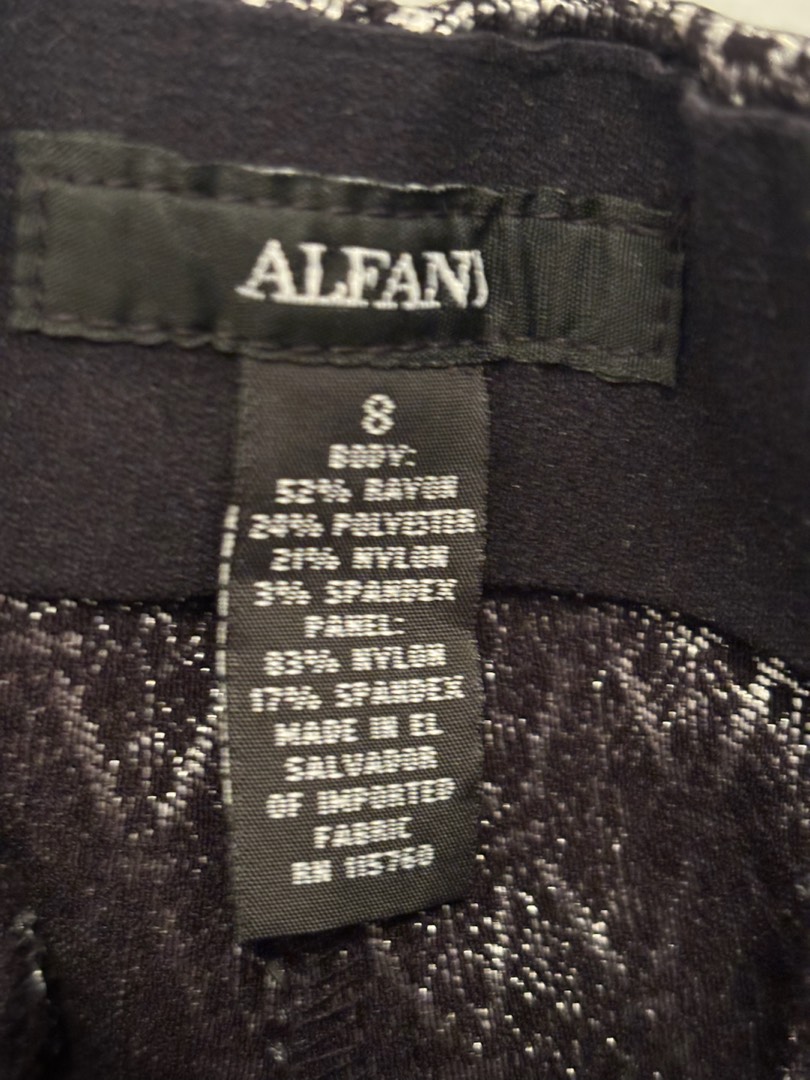 ALFANI
8
BODY:
52% RAYON
24% POLYESTER
21% NYLON
3% SPANDEX
PANEL:
83% NYLON
17% SPANDEX
MADE IN EL
SALVADOR
OF IMPORTED
FABRIC
RN 115760